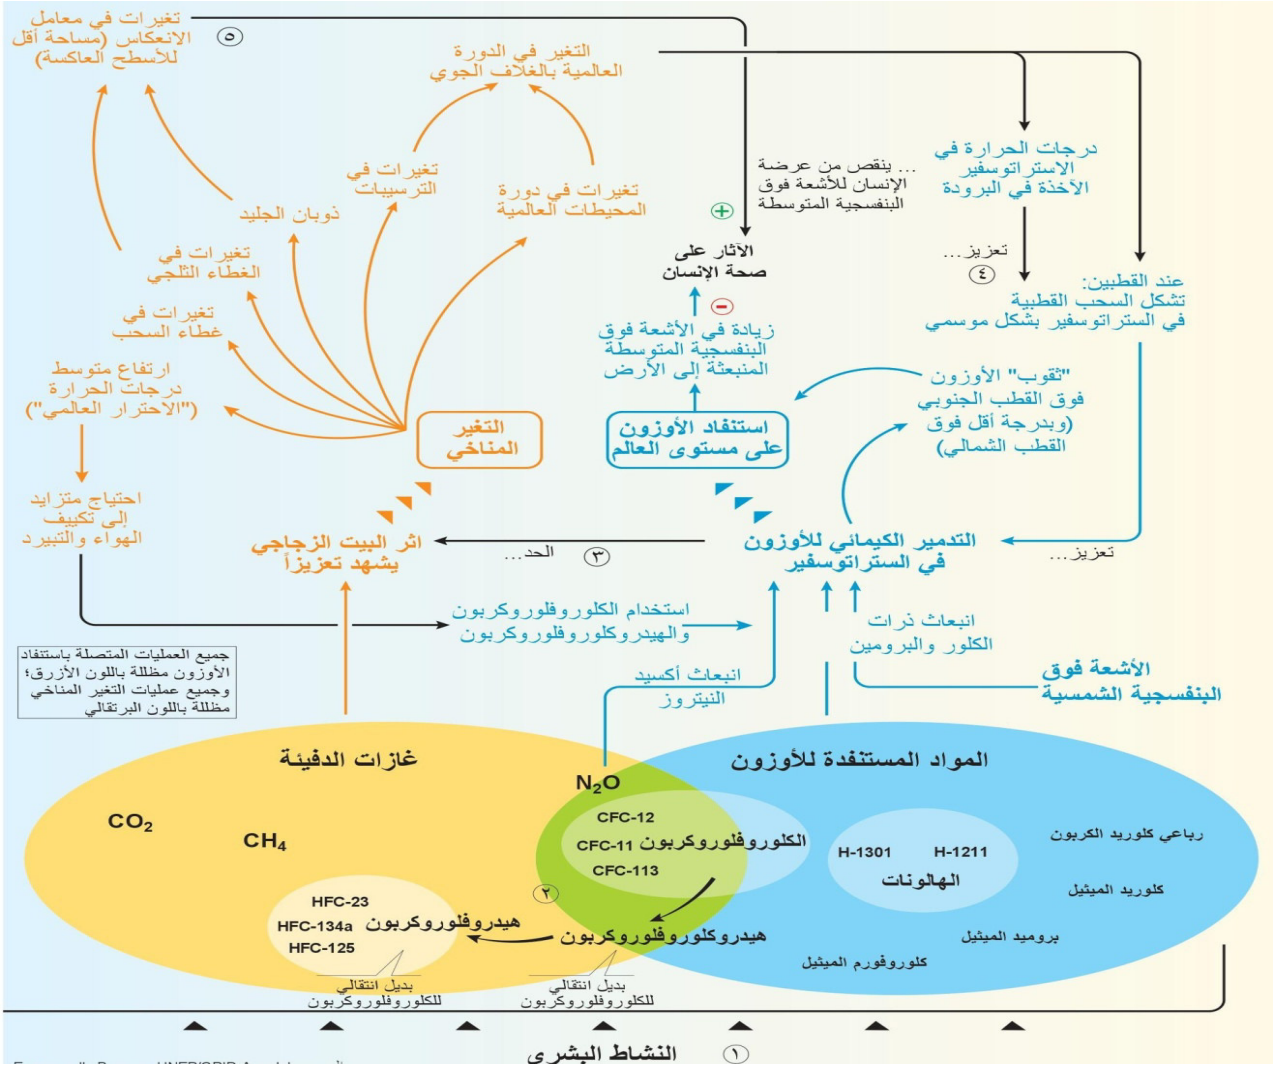 تغيرات في معامل
الانعكاس (مساحة أقل
للأسطح العاكسة)
٥
التغير في الدورة
العالمية بالغلاف الجوي
درجات الحرارة في
الاستراتوسفير
الآخذة في البرودة
... ينقص من عرضة
الإنسان للأشعة فوق
البنفسجية المتوسطة
تغيرات في
الترسيبات
تغيرات في دورة
المحيطات العالمية
ذوبان الجليد
+
الآثار على
صحة الإنسان
تعزيز...
٤
تغيرات في
الغطاء الثلجي
عند القطبين:
تشكل السحب القطبية
في الستراتوسفير بشكل موسمي
−
تغيرات في
غطاء السحب
زيادة في الأشعة فوق
البنفسجية المتوسطة
المنبعثة إلى الأرض
ارتفاع متوسط
درجات الحرارة
("الاحترار العالمي")
"ثقوب" الأوزون
فوق القطب الجنوبي
(وبدرجة أقل فوق
القطب الشمالي)
استنفاد الأوزون
على مستوى العالم
التغير
المناخي
احتياج متزايد
إلى تكييف
الهواء والتبيرد
التدمير الكيمائي للأوزون
في الستراتوسفير
تعزيز...
الحد...
٣
اثر البيت الزجاجي
يشهد تعزيزاً
استخدام الكلوروفلوروكربون
والهيدروكلوروفلوروكربون
انبعاث ذرات
الكلور والبرومين
الأشعة فوق
البنفسجية الشمسية
انبعاث أكسيد
النيتروز
جميع العمليات المتصلة باستنفاد
الأوزون مظللة باللون الأزرق؛
وجميع عمليات التغير المناخي
مظللة باللون البرتقالي
المواد المستنفدة للأوزون
غازات الدفيئة
N₂O
CO₂
CH₄
CFC-12
CFC-11 الكلوروفلوروكربون
CFC-113
H-1301 H-1211
الهالونات
رباعي كلوريد الكربون
كلوريد الميثيل
بروميد الميثيل
كلوروفورم الميثيل
٢
HFC-23
HFC-134a هيدروفلوروكربون
HFC-125
هيدروكلوروفلوروكربون
بديل انتقالي
للكلوروفلوروكربون
بديل انتقالي
للكلوروفلوروكربون
١ النشاط البشري